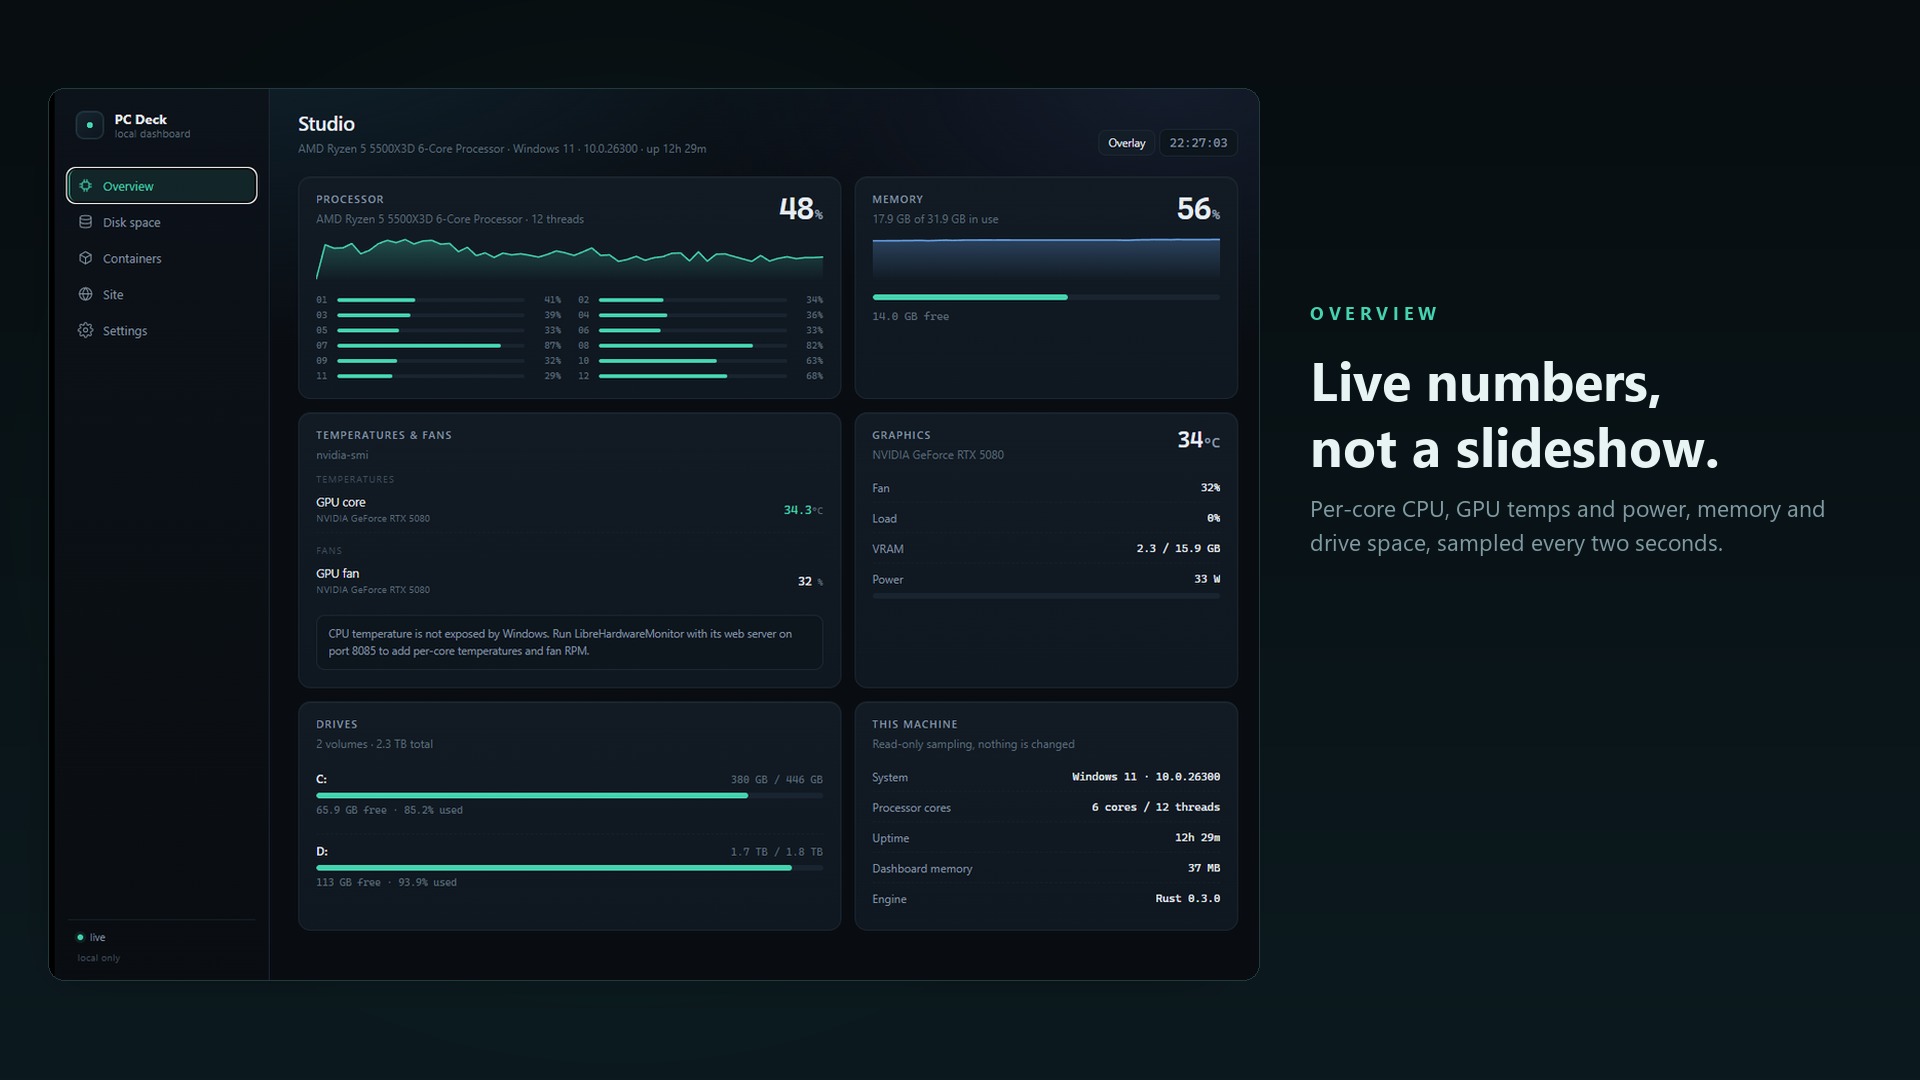 PC Deck
local dashboard
Overview
Disk space
Containers
Site
Settings
live
local only
Studio
AMD Ryzen 5 5500X3D 6-Core Processor · Windows 11 · 10.0.26300 · up 12h 29m
Overlay
22:27:03
PROCESSOR
AMD Ryzen 5 5500X3D 6-Core Processor · 12 threads
48%
01 41% 02 34%
03 39% 04 36%
05 33% 06 33%
07 87% 08 82%
09 32% 10 63%
11 29% 12 68%
MEMORY
17.9 GB of 31.9 GB in use
56%
14.0 GB free
TEMPERATURES & FANS
nvidia-smi
TEMPERATURES
GPU core
NVIDIA GeForce RTX 5080
34.3°C
FANS
GPU fan
NVIDIA GeForce RTX 5080
32 %
CPU temperature is not exposed by Windows. Run LibreHardwareMonitor with its web server on
port 8085 to add per-core temperatures and fan RPM.
GRAPHICS
NVIDIA GeForce RTX 5080
34°C
Fan 32%
Load 0%
VRAM 2.3 / 15.9 GB
Power 33 W
DRIVES
2 volumes · 2.3 TB total
C: 380 GB / 446 GB
65.9 GB free · 85.2% used
D: 1.7 TB / 1.8 TB
113 GB free · 93.9% used
THIS MACHINE
Read-only sampling, nothing is changed
System Windows 11 · 10.0.26300
Processor cores 6 cores / 12 threads
Uptime 12h 29m
Dashboard memory 37 MB
Engine Rust 0.3.0
OVERVIEW
Live numbers,
not a slideshow.
Per-core CPU, GPU temps and power, memory and
drive space, sampled every two seconds.